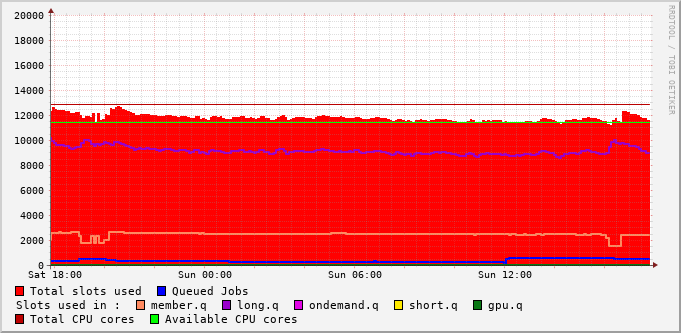 20000
18000
16000
14000
12000
10000
8000
6000
4000
2000
0
Sat 18:00 Sun 00:00 Sun 06:00 Sun 12:00
Total slots used Queued Jobs
Slots used in : member.q long.q ondemand.q short.q gpu.q
Total CPU cores Available CPU cores
RRDTOOL / TOBI OETIKER